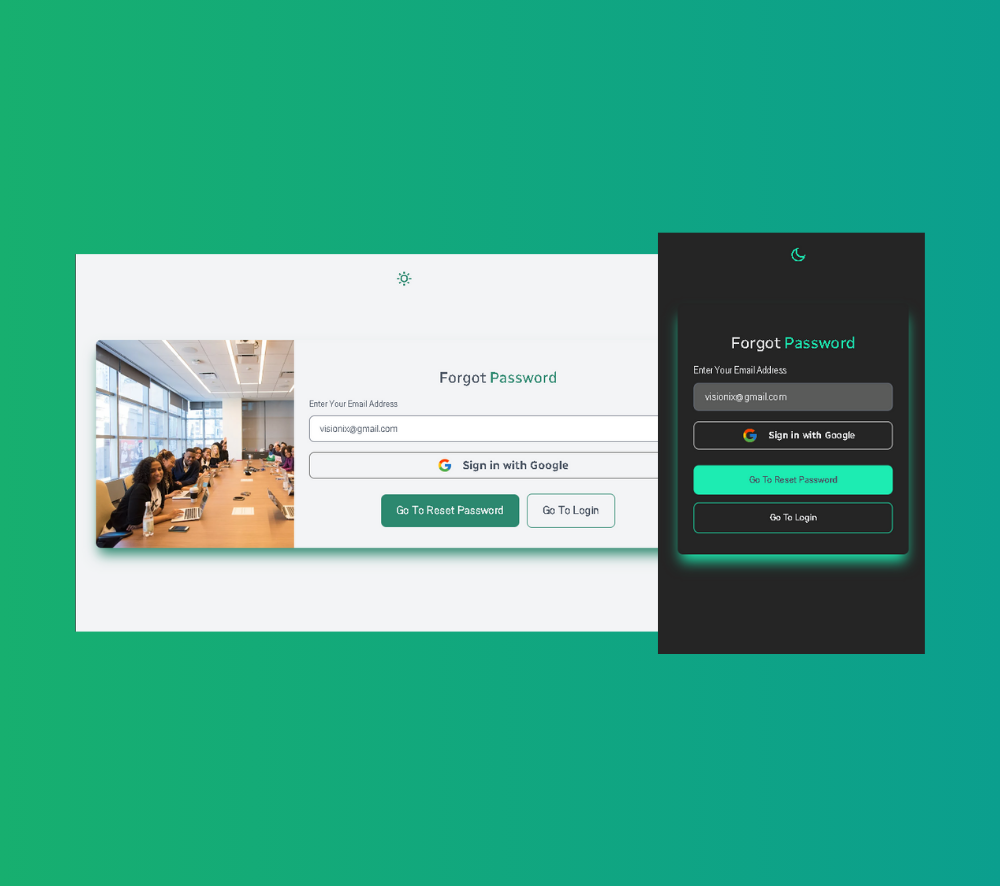 Forgot Password
Enter Your Email Address
visionix@gmail.com
Sign in with Google
Go To Reset Password
Go To Login
Forgot Password
Enter Your Email Address
visionix@gmail.com
Sign in with Google
Go To Reset Password
Go To Login